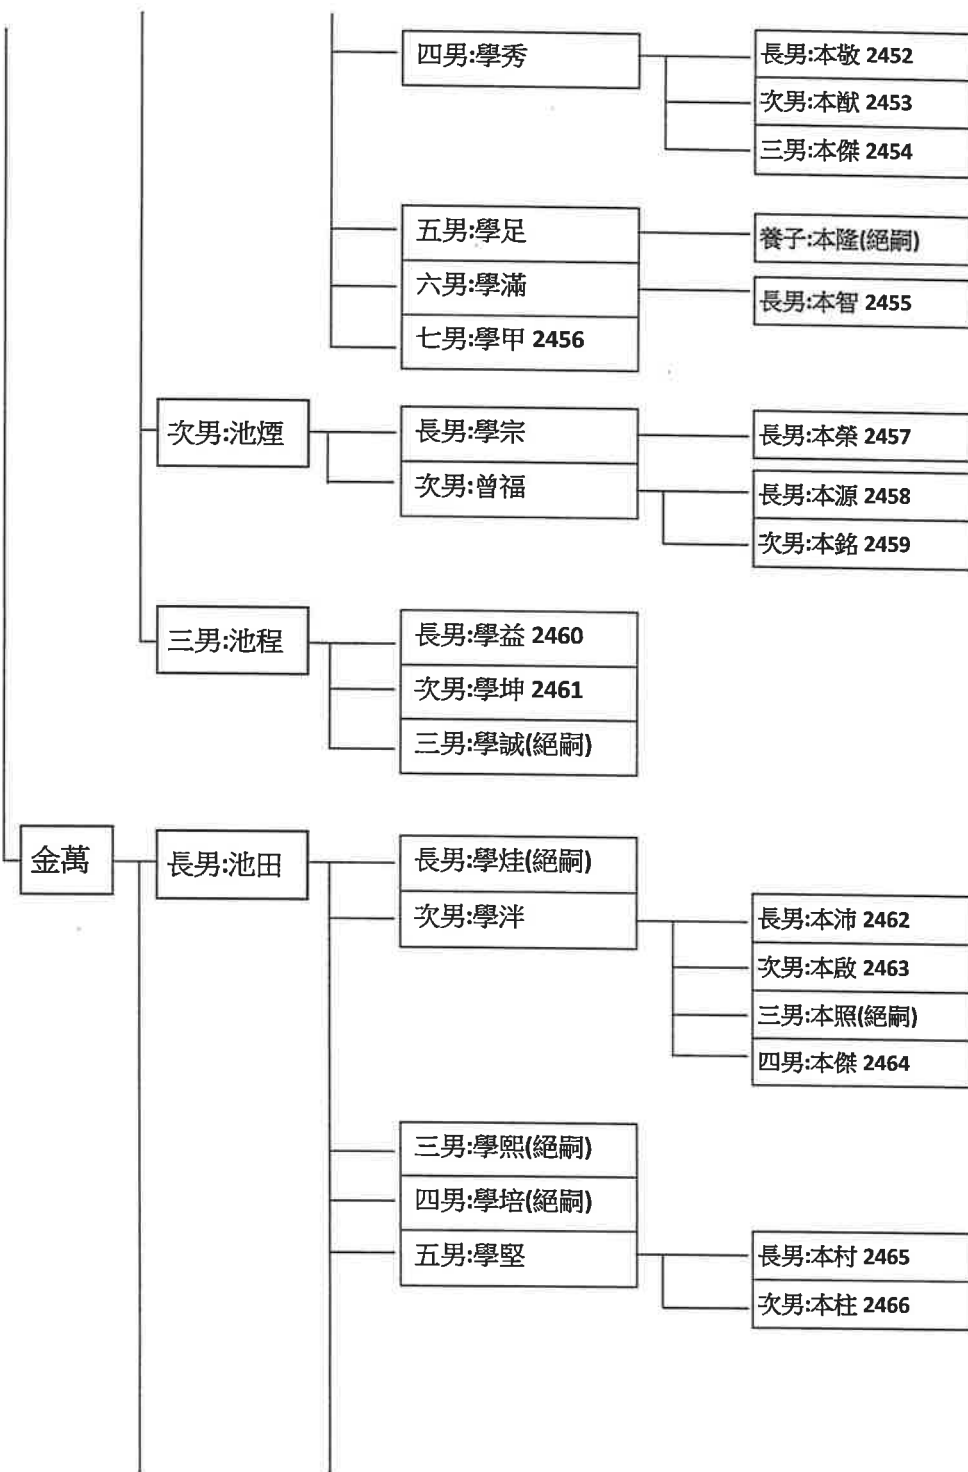 四男:學秀
長男:本敬 2452
次男:本猷 2453
三男:本傑 2454
五男:學足
養子:本隆(絕嗣)
六男:學滿
長男:本智 2455
七男:學甲 2456
次男:池煙
長男:學宗
長男:本榮 2457
次男:曾福
長男:本源 2458
次男:本銘 2459
三男:池程
長男:學益 2460
次男:學坤 2461
三男:學誠(絕嗣)
金萬
長男:池田
長男:學烓(絕嗣)
次男:學泮
長男:本沛 2462
次男:本啟 2463
三男:本照(絕嗣)
四男:本傑 2464
三男:學熙(絕嗣)
四男:學培(絕嗣)
五男:學堅
長男:本村 2465
次男:本柱 2466